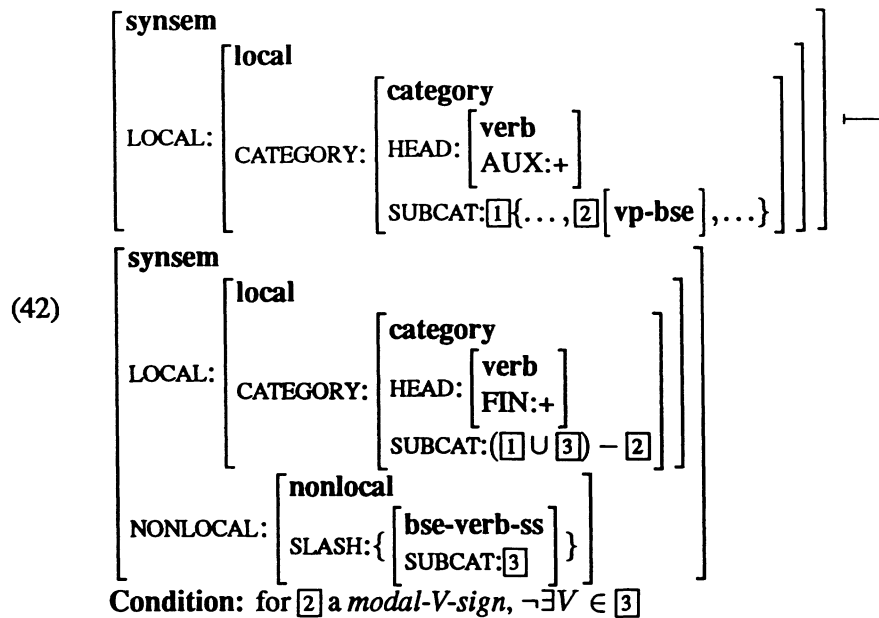 synsem
local
category
LOCAL: CATEGORY: HEAD: verb
AUX:+
SUBCAT:1{...,2[vp-bse],...} ⊢
(42)
synsem
local
category
LOCAL: CATEGORY: HEAD: verb
FIN:+
SUBCAT:(1 ∪ 3) − 2
nonlocal
NONLOCAL: SLASH:{ bse-verb-ss
SUBCAT:3 }
Condition: for 2 a modal-V-sign, ¬∃V ∈ 3